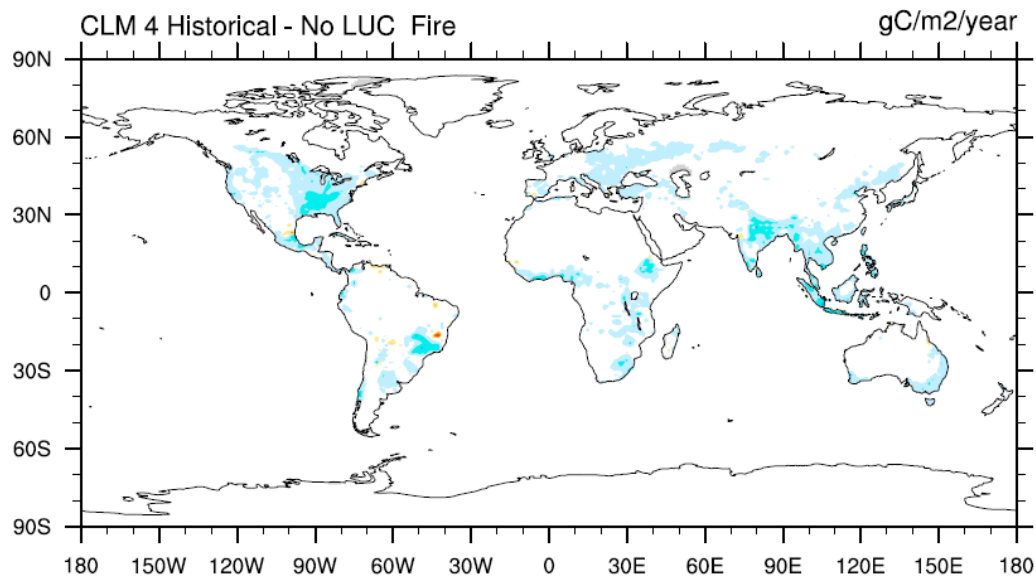 CLM 4 Historical - No LUC  Fire
gC/m2/year
90N
60N
30N
0
30S
60S
90S
180 150W 120W 90W 60W 30W 0 30E 60E 90E 120E 150E 180